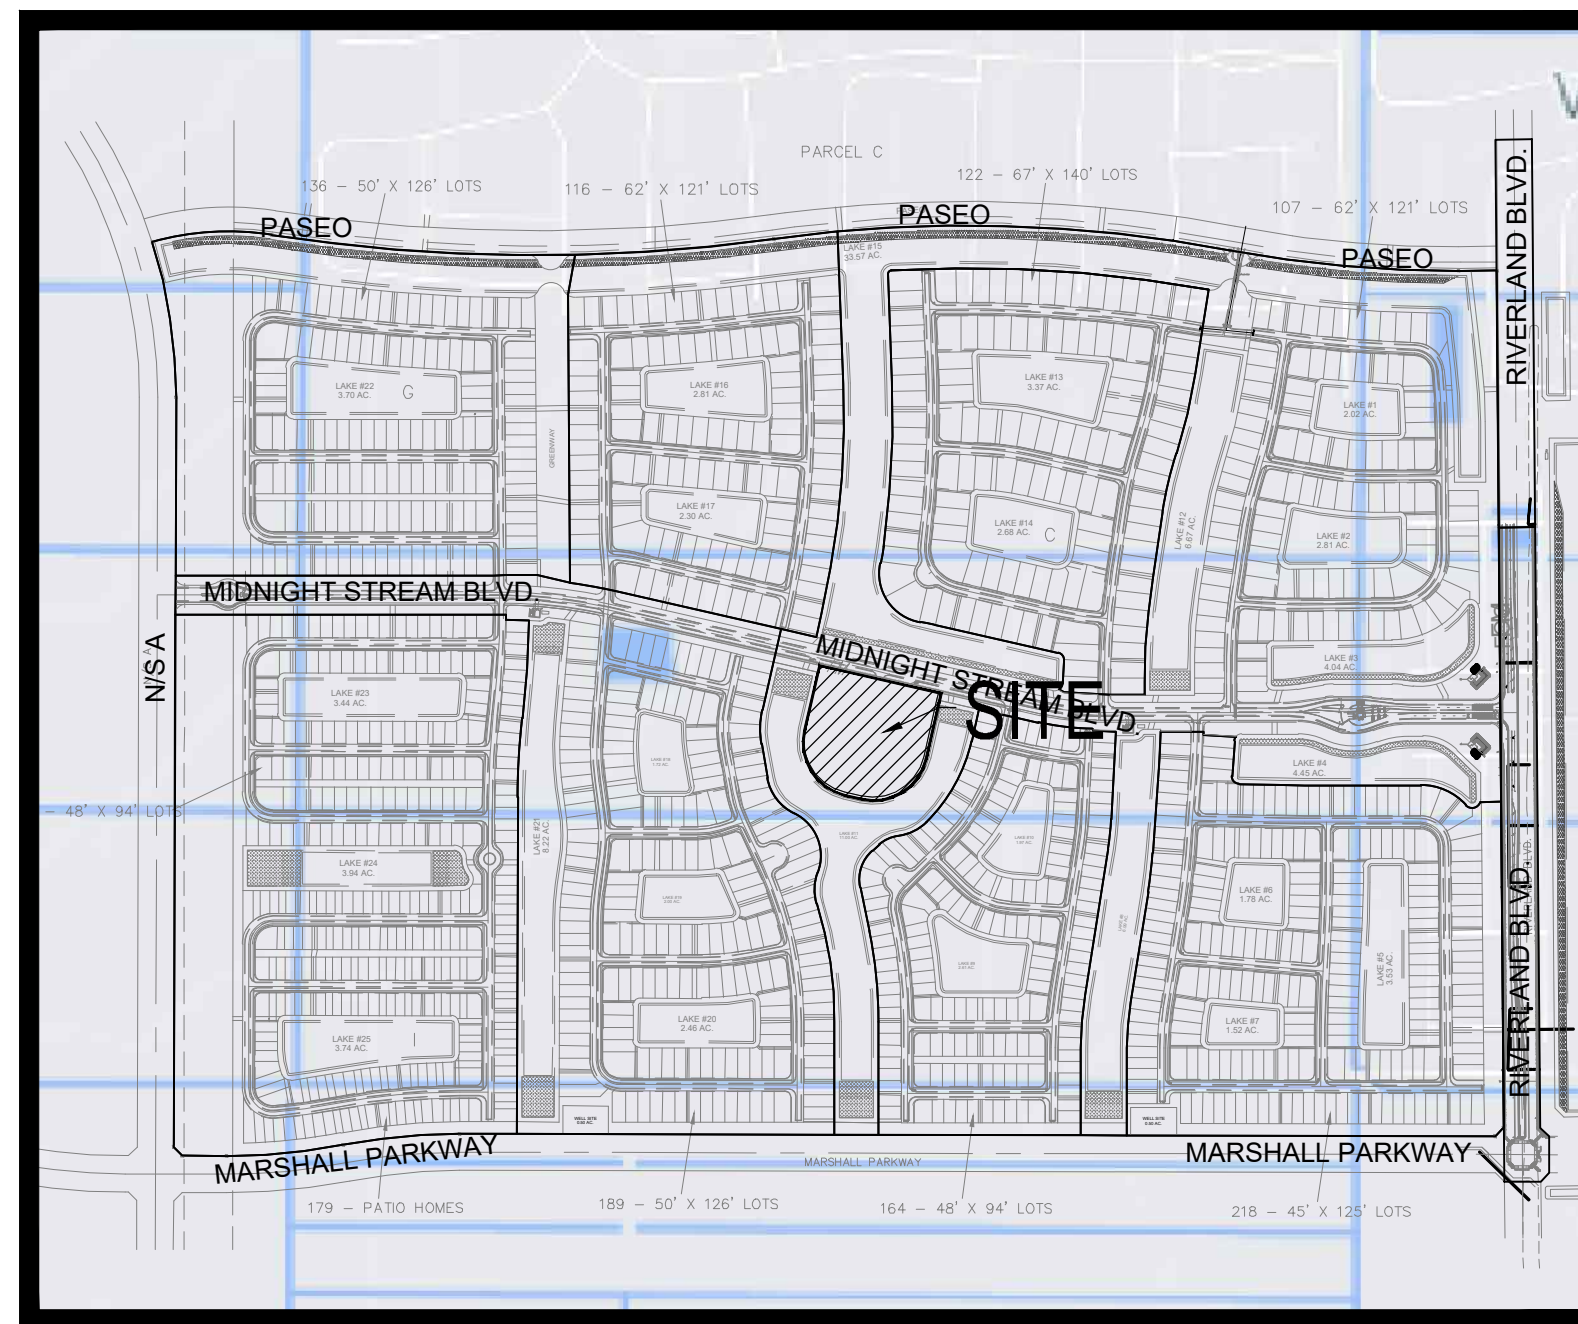 PARCEL C
136 – 50' X 126' LOTS
116 – 62' X 121' LOTS
122 – 67' X 140' LOTS
107 – 62' X 121' LOTS
PASEO
PASEO
PASEO
RIVERLAND BLVD.
LAKE #15
33.57 AC.
LAKE #22
3.70 AC.
G
LAKE #16
2.81 AC.
LAKE #13
3.37 AC.
LAKE #1
2.02 AC.
GREENWAY
LAKE #17
2.30 AC.
LAKE #14
2.68 AC.
C
LAKE #12
6.67 AC.
LAKE #2
2.81 AC.
MIDNIGHT STREAM BLVD.
MIDNIGHT STREAM BLVD.
SITE
N/S A
LAKE #3
4.04 AC.
LAKE #23
3.44 AC.
LAKE #4
4.45 AC.
– 48' X 94' LOTS
LAKE #21
8.22 AC.
LAKE #24
3.94 AC.
LAKE #6
1.78 AC.
LAKE #5
3.53 AC.
RIVERLAND BLVD.
RIVERLAND BLVD.
LAKE #20
2.46 AC.
LAKE #7
1.52 AC.
LAKE #25
3.74 AC.
I
WELL SITE
WELL SITE
MARSHALL PARKWAY
MARSHALL PARKWAY
MARSHALL PARKWAY
179 – PATIO HOMES
189 – 50' X 126' LOTS
164 – 48' X 94' LOTS
218 – 45' X 125' LOTS